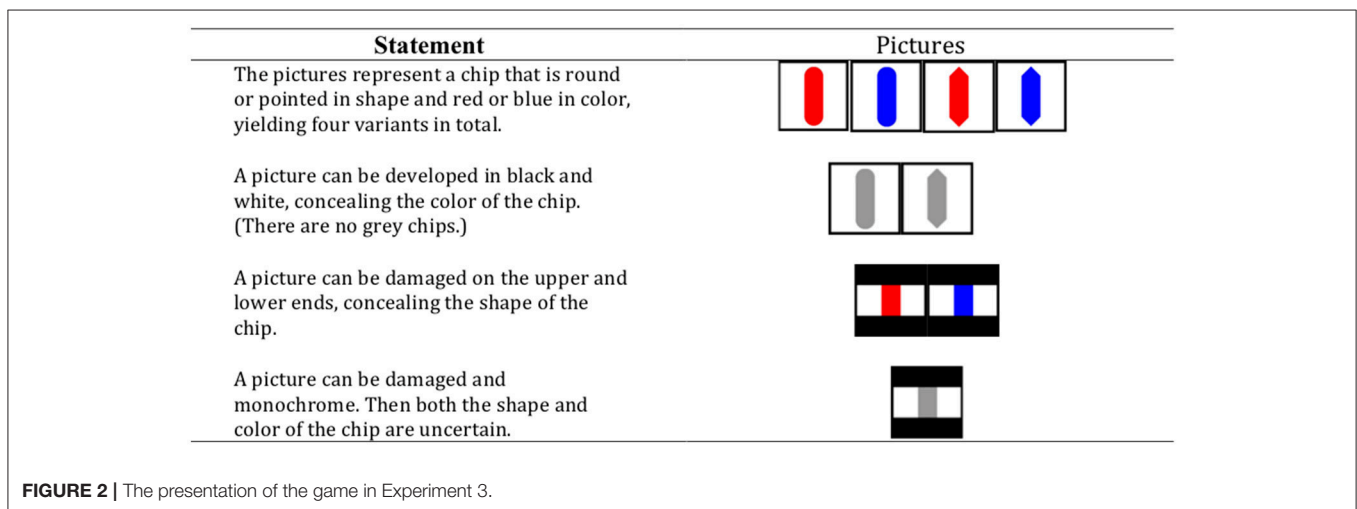 Statement
Pictures
The pictures represent a chip that is round
or pointed in shape and red or blue in color,
yielding four variants in total.
A picture can be developed in black and
white, concealing the color of the chip.
(There are no grey chips.)
A picture can be damaged on the upper and
lower ends, concealing the shape of the
chip.
A picture can be damaged and
monochrome. Then both the shape and
color of the chip are uncertain.
FIGURE 2 | The presentation of the game in Experiment 3.